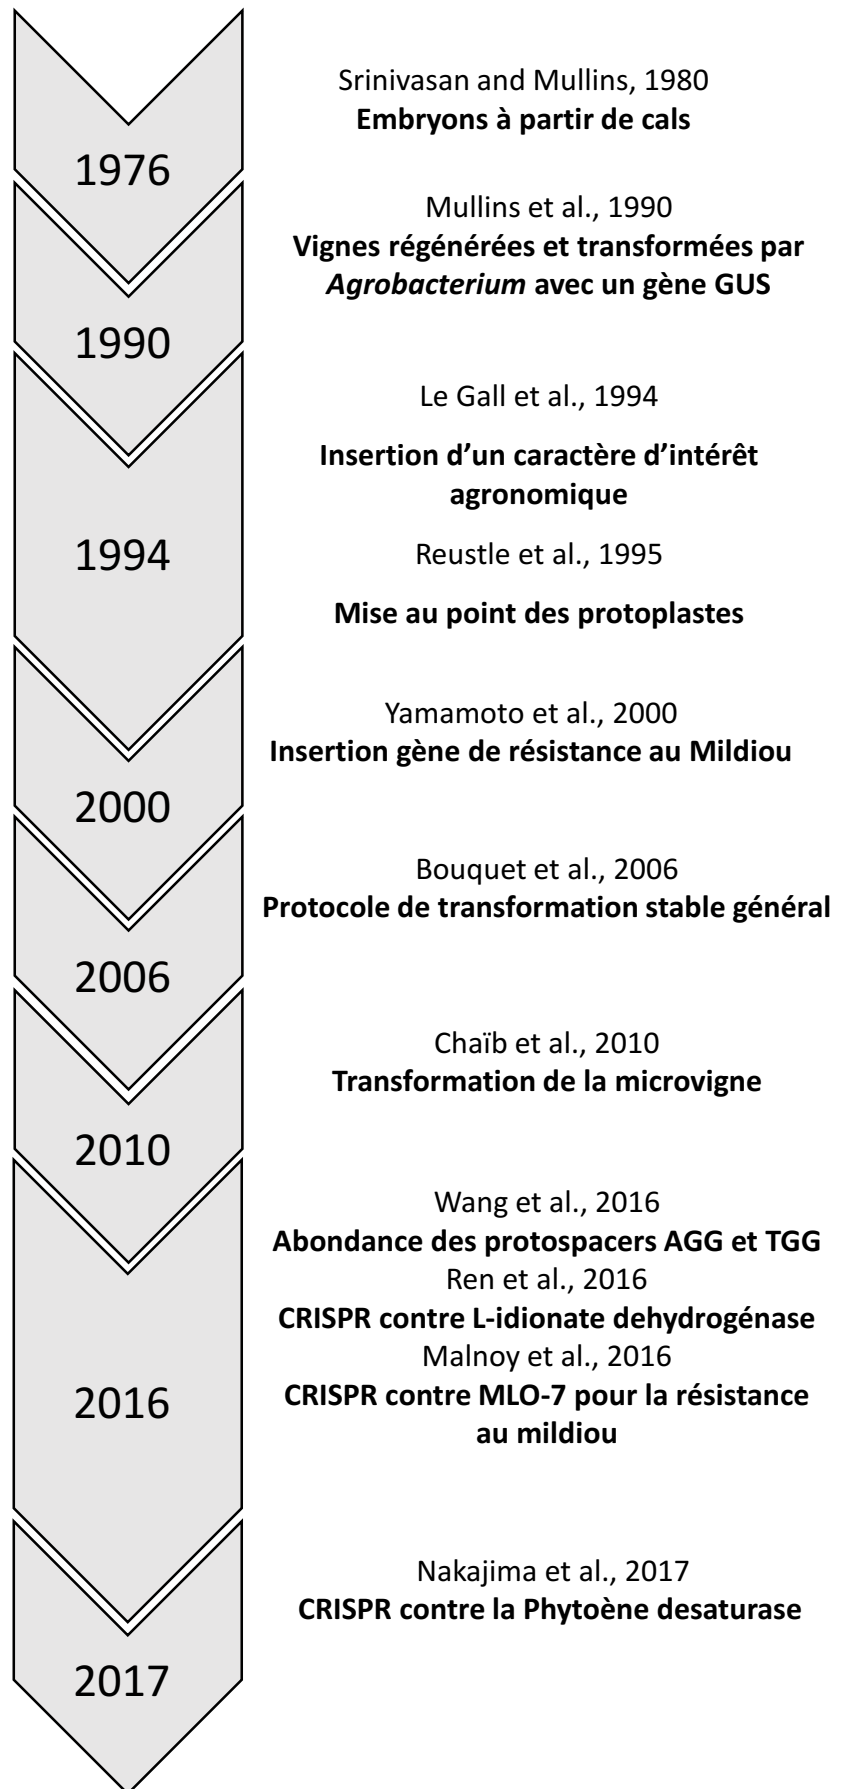 1976
Srinivasan and Mullins, 1980
Embryons à partir de cals
1990
Mullins et al., 1990
Vignes régénérées et transformées par
Agrobacterium avec un gène GUS
1994
Le Gall et al., 1994
Insertion d’un caractère d’intérêt
agronomique
Reustle et al., 1995
Mise au point des protoplastes
2000
Yamamoto et al., 2000
Insertion gène de résistance au Mildiou
2006
Bouquet et al., 2006
Protocole de transformation stable général
2010
Chaïb et al., 2010
Transformation de la microvigne
2016
Wang et al., 2016
Abondance des protospacers AGG et TGG
Ren et al., 2016
CRISPR contre L-idionate dehydrogénase
Malnoy et al., 2016
CRISPR contre MLO-7 pour la résistance
au mildiou
2017
Nakajima et al., 2017
CRISPR contre la Phytoène desaturase